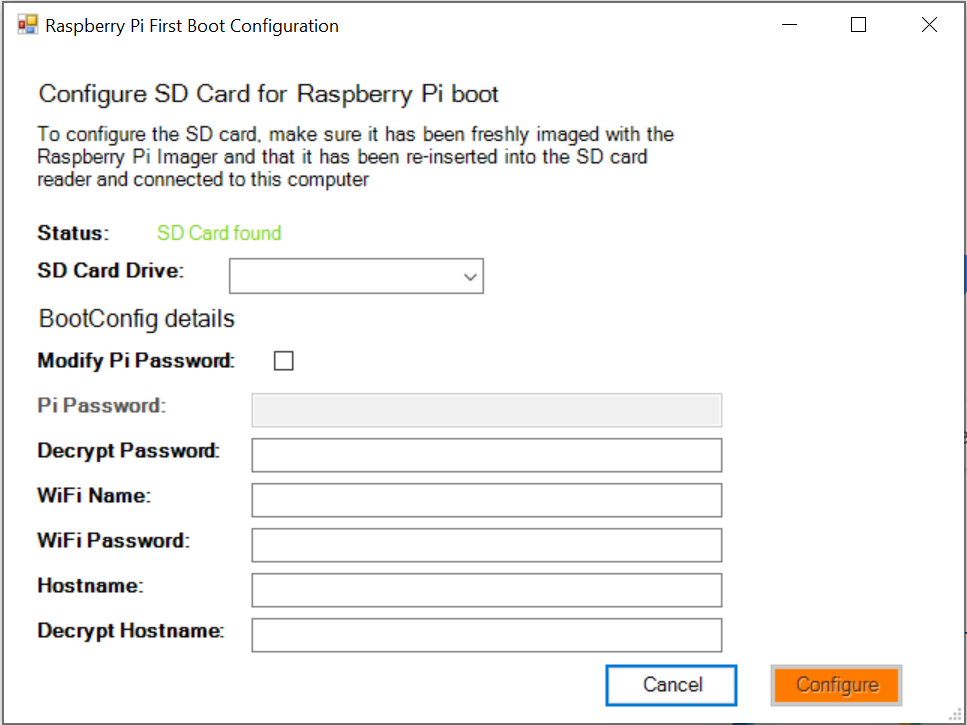 Raspberry Pi First Boot Configuration
Configure SD Card for Raspberry Pi boot
To configure the SD card, make sure it has been freshly imaged with the
Raspberry Pi Imager and that it has been re-inserted into the SD card
reader and connected to this computer
Status: SD Card found
SD Card Drive:
BootConfig details
Modify Pi Password:
Pi Password:
Decrypt Password:
WiFi Name:
WiFi Password:
Hostname:
Decrypt Hostname:
Cancel Configure